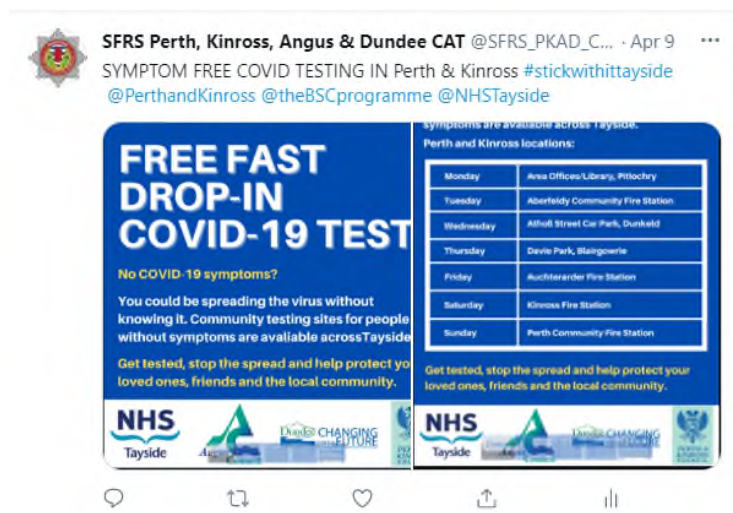 SFRS Perth, Kinross, Angus & Dundee CAT @SFRS_PKAD_C... · Apr 9
SYMPTOM FREE COVID TESTING IN Perth & Kinross #stickwithittayside
@PerthandKinross @theBSCprogramme @NHSTayside
FREE FAST
DROP-IN
COVID-19 TEST
No COVID-19 symptoms?
You could be spreading the virus without
knowing it. Community testing sites for people
without symptoms are avaliable acrossTayside
Get tested, stop the spread and help protect yo
loved ones, friends and the local community.
NHS
Tayside
Dundee CHANGING
FUTURE
symptoms are available across Tayside.
Perth and Kinross locations:
Monday Area Offices/Library, Pitlochry
Tuesday Aberfeldy Community Fire Station
Wednesday Atholl Street Car Park, Dunkeld
Thursday Davie Park, Blairgowrie
Friday Auchterarder Fire Station
Saturday Kinross Fire Station
Sunday Perth Community Fire Station
Get tested, stop the spread and help protect your
loved ones, friends and the local community.
NHS
Tayside
Dundee CHANGING
FUTURE